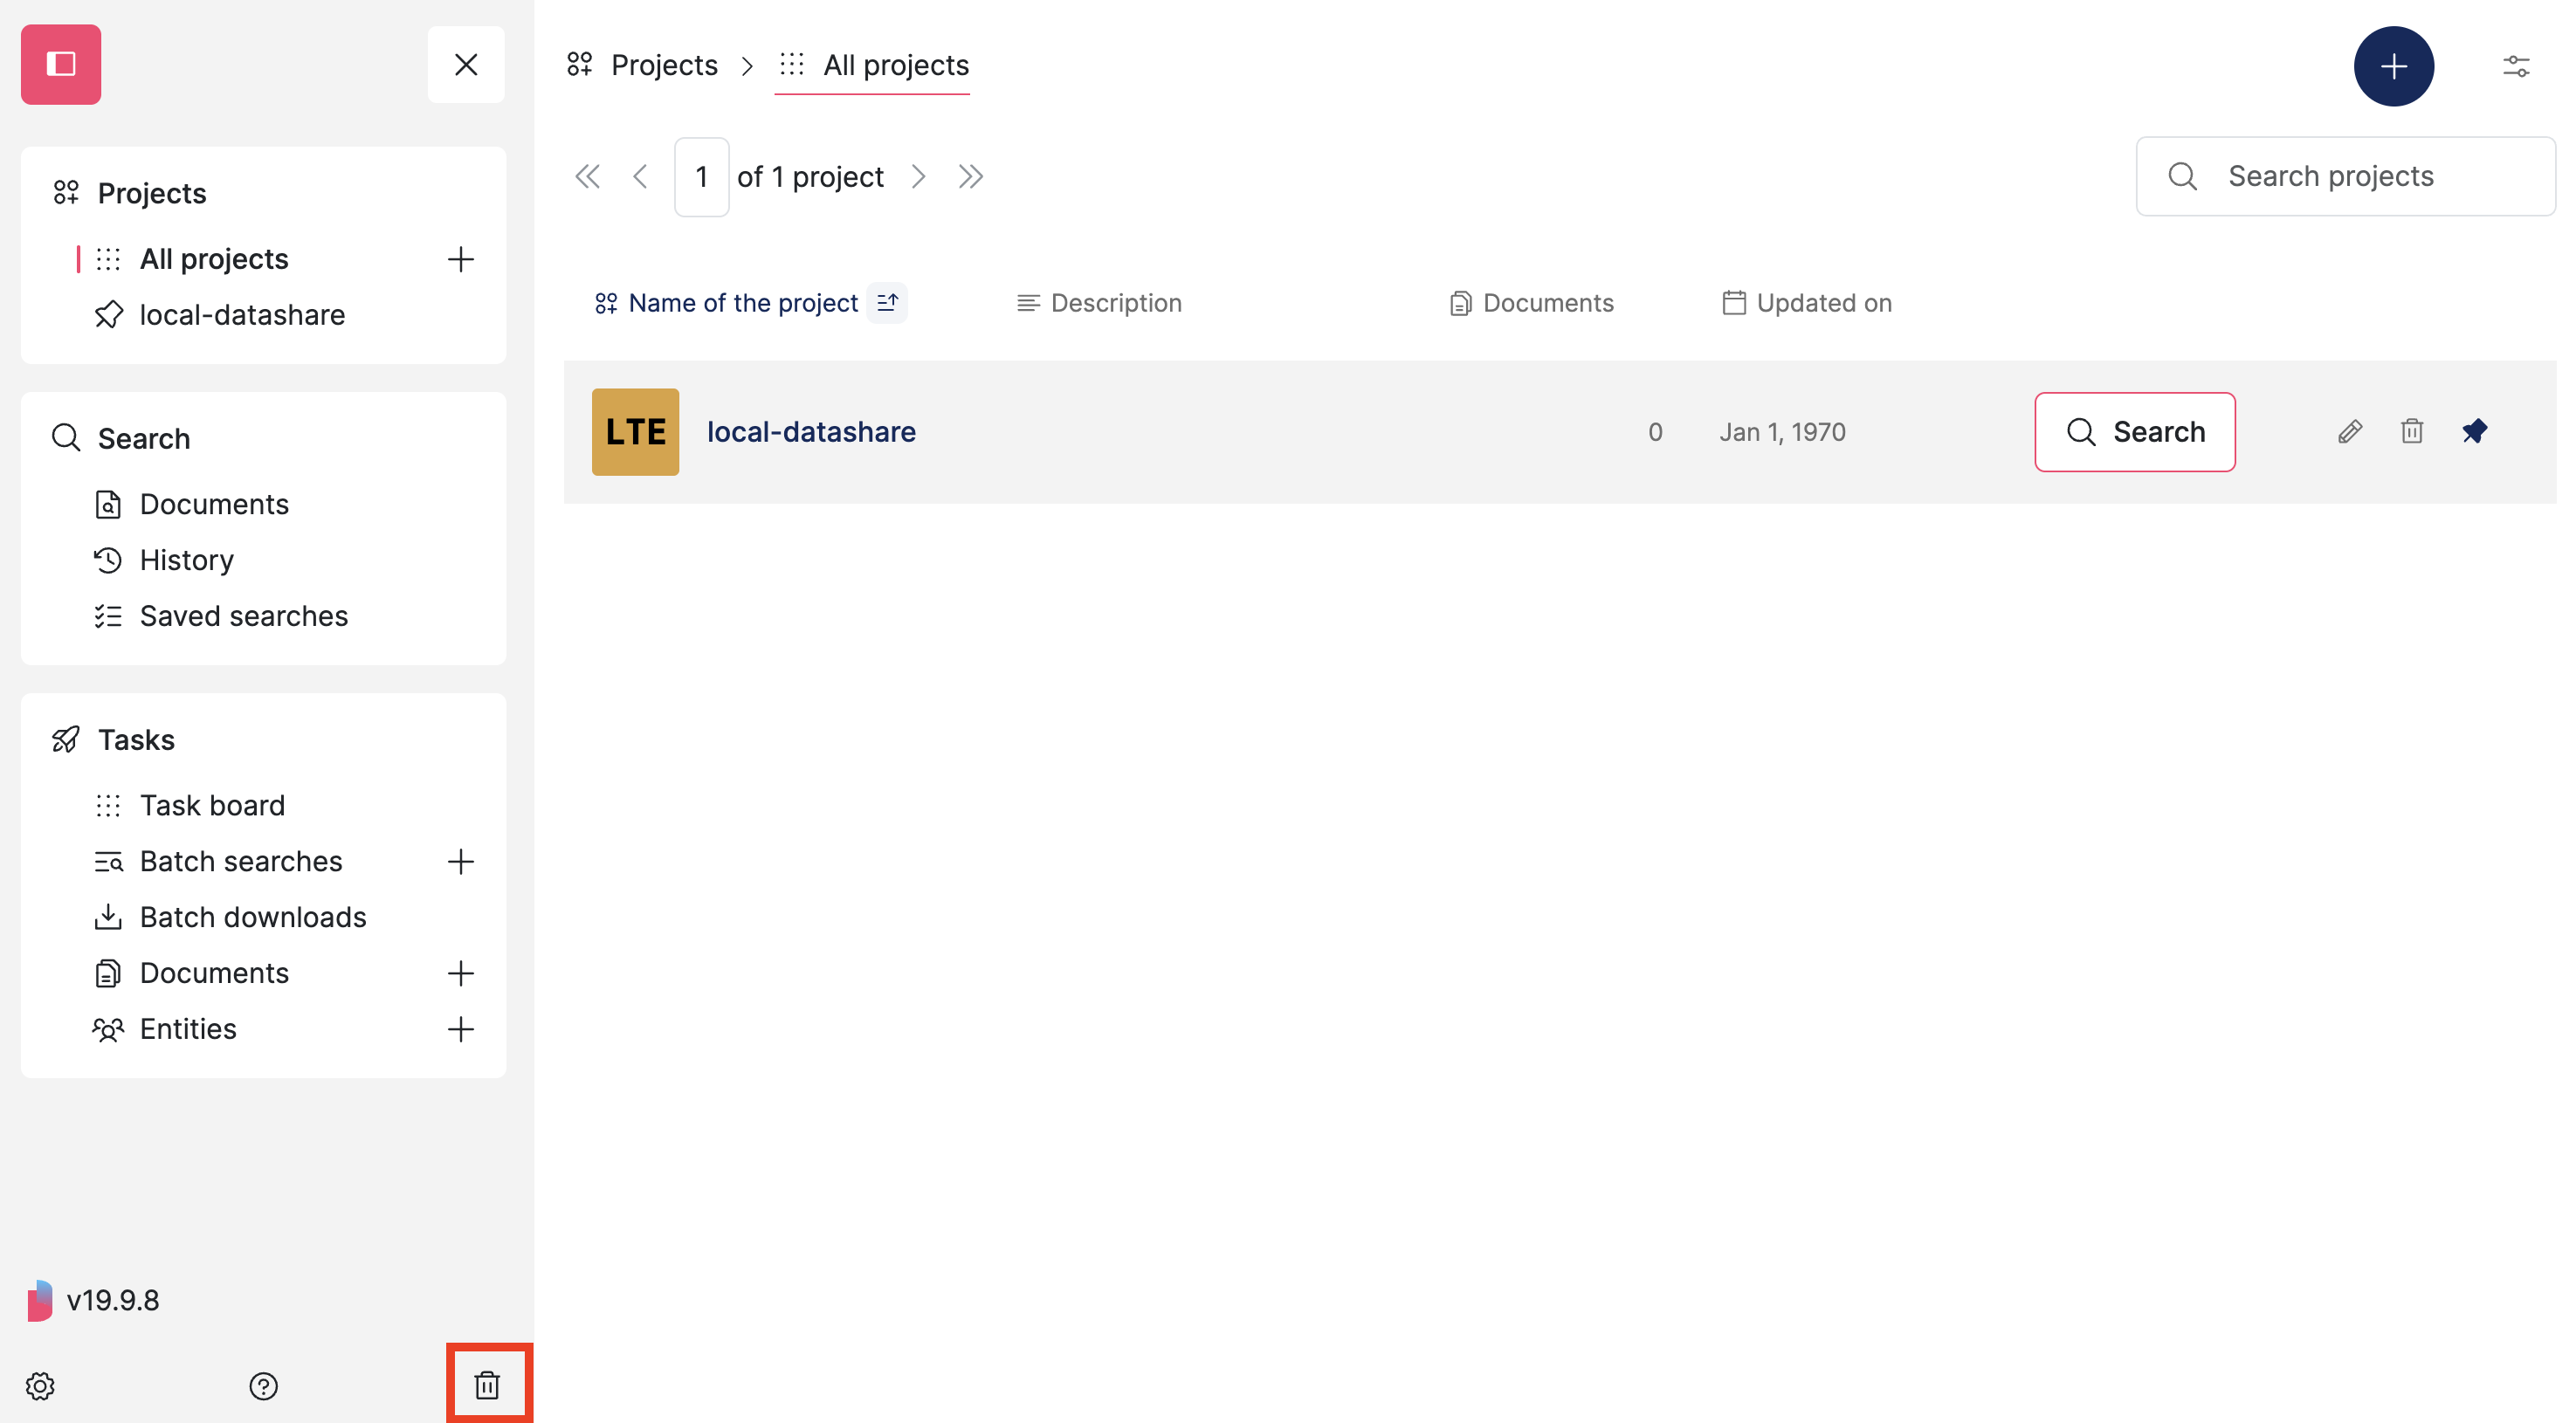 Projects
All projects
local-datashare
Search
Documents
History
Saved searches
Tasks
Task board
Batch searches
Batch downloads
Documents
Entities
v19.9.8
Projects > All projects
1 of 1 project
Search projects
Name of the project Description Documents Updated on
LTE local-datashare 0 Jan 1, 1970 Search